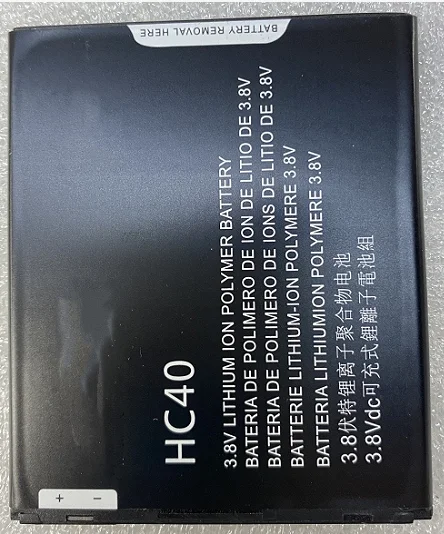 BATTERY REMOVAL HERE
HC40
3.8V LITHIUM ION POLYMER BATTERY
BATERIA DE POLIMERO DE ION DE LITIO DE 3.8V
BATERIA DE POLIMERO DE IONS DE LITIO DE 3.8V
BATTERIE LITHIUM-ION POLYMERE 3.8V
BATTERIA LITHIUMION POLYMERE 3.8V
3.8伏特锂离子聚合物电池
3.8Vdc可充式鋰離子電池組
+ −